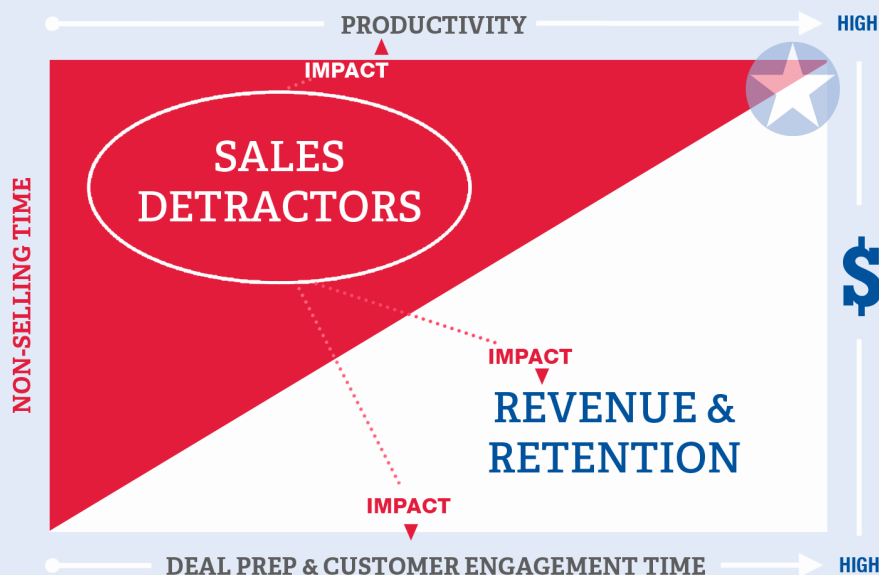 PRODUCTIVITY
HIGH
IMPACT
SALES
DETRACTORS
NON-SELLING TIME
$
IMPACT
REVENUE &
RETENTION
IMPACT
DEAL PREP & CUSTOMER ENGAGEMENT TIME
HIGH